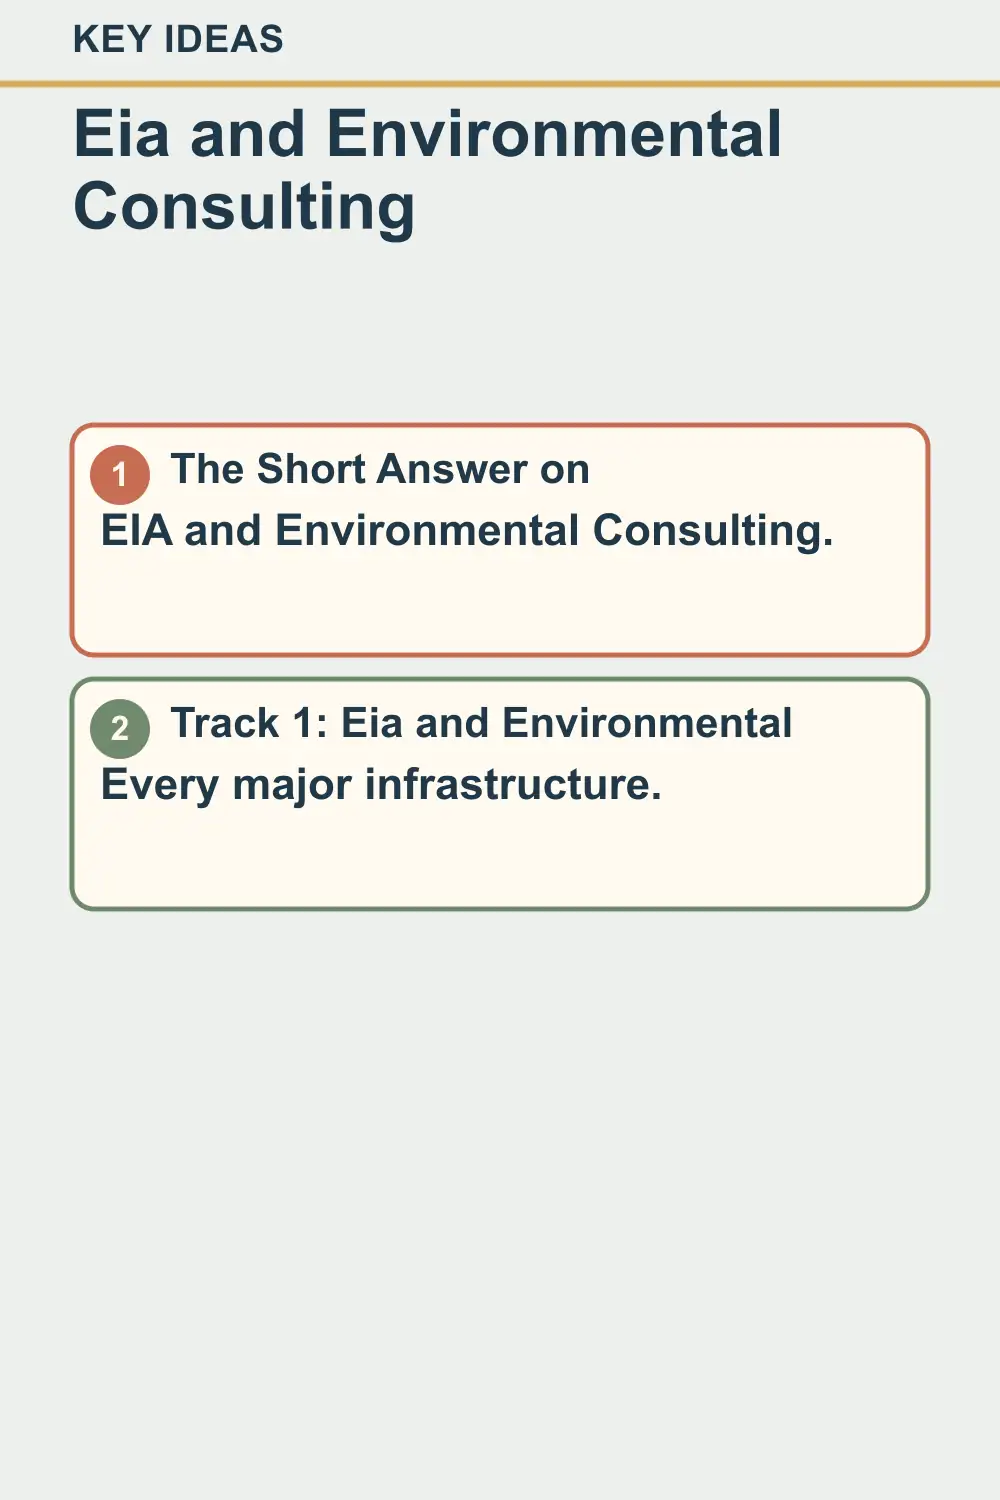 KEY IDEAS
Eia and Environmental
Consulting
1 The Short Answer on
EIA and Environmental Consulting.
2 Track 1: Eia and Environmental
Every major infrastructure.